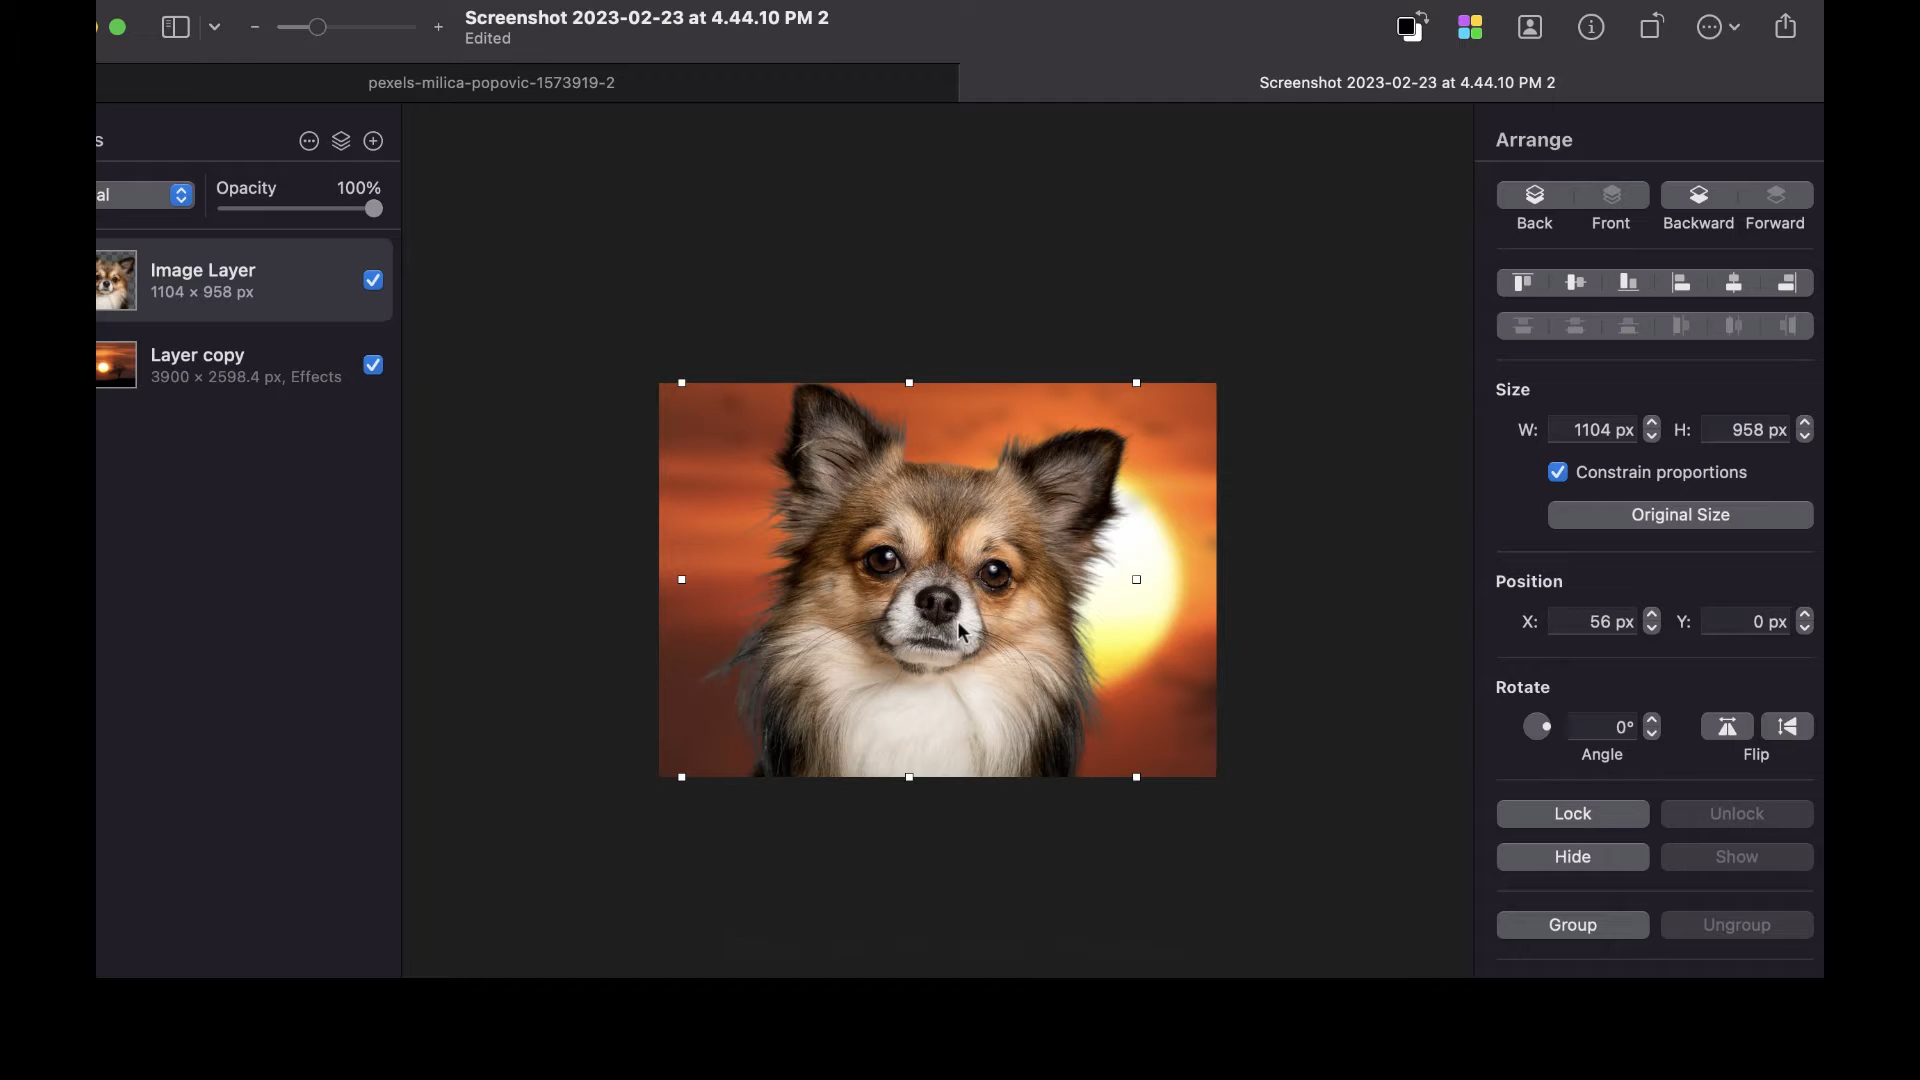 Screenshot 2023-02-23 at 4.44.10 PM 2
Edited
pexels-milica-popovic-1573919-2
Screenshot 2023-02-23 at 4.44.10 PM 2
s
al
Opacity 100%
Image Layer
1104 × 958 px
Layer copy
3900 × 2598.4 px, Effects
Arrange
Back Front Backward Forward
Size
W: 1104 px H: 958 px
Constrain proportions
Original Size
Position
X: 56 px Y: 0 px
Rotate
0°
Angle Flip
Lock Unlock
Hide Show
Group Ungroup